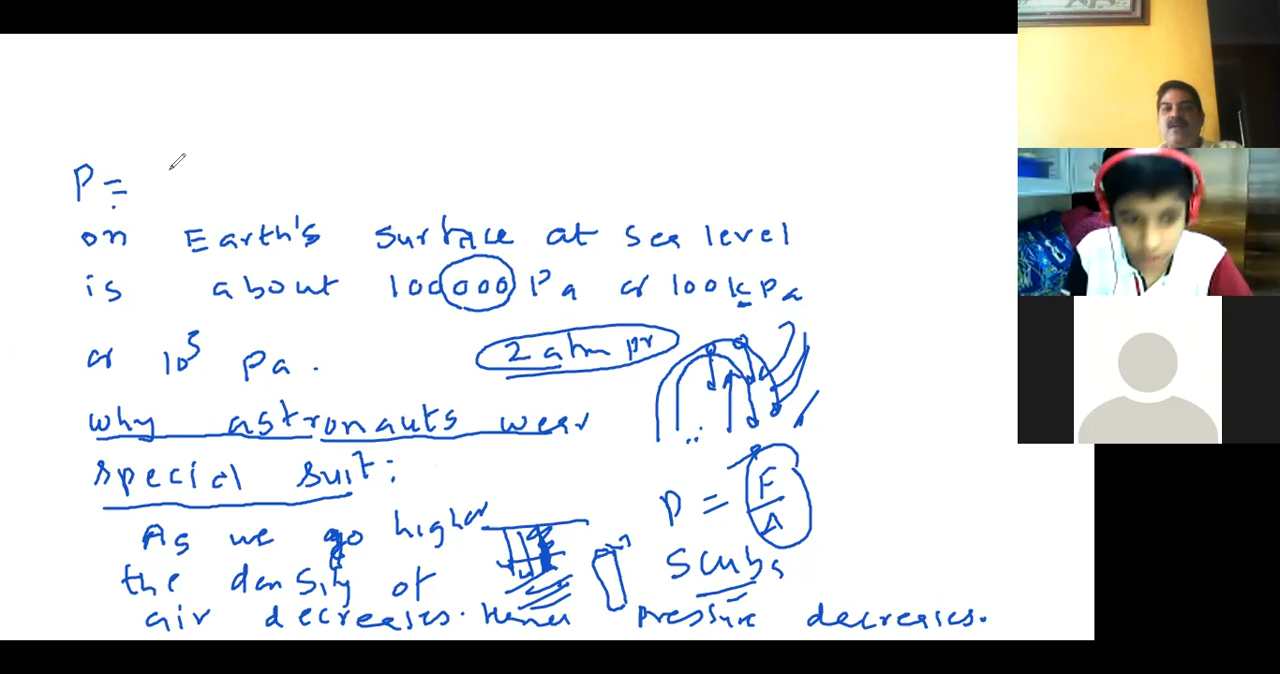 P =
on Earth's surface at sea level
is about 100000 Pa or 100kPa
or 10⁵ Pa.
2 atm pr
why astronauts wear
special suit:
P = F/A
As we go higher
the density of
scuba
air decreases. Hence pressure decreases.